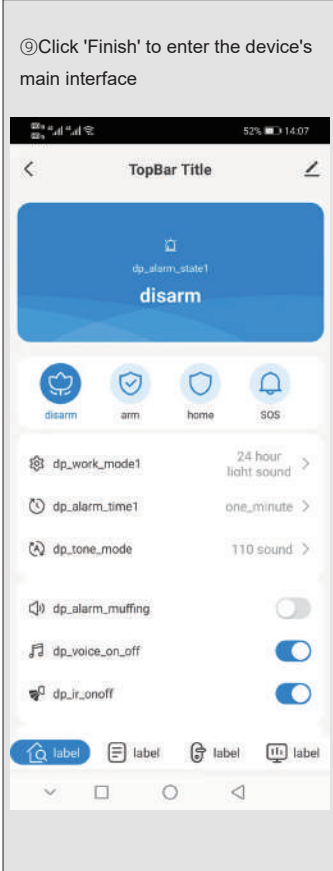 ⑨Click 'Finish' to enter the device's
main interface
52% 14:07
TopBar Title
dp_alarm_state1
disarm
disarm arm home SOS
dp_work_mode1 24 hour
light sound
dp_alarm_time1 one_minute
dp_tone_mode 110 sound
dp_alarm_muffing
dp_voice_on_off
dp_ir_onoff
label label label label